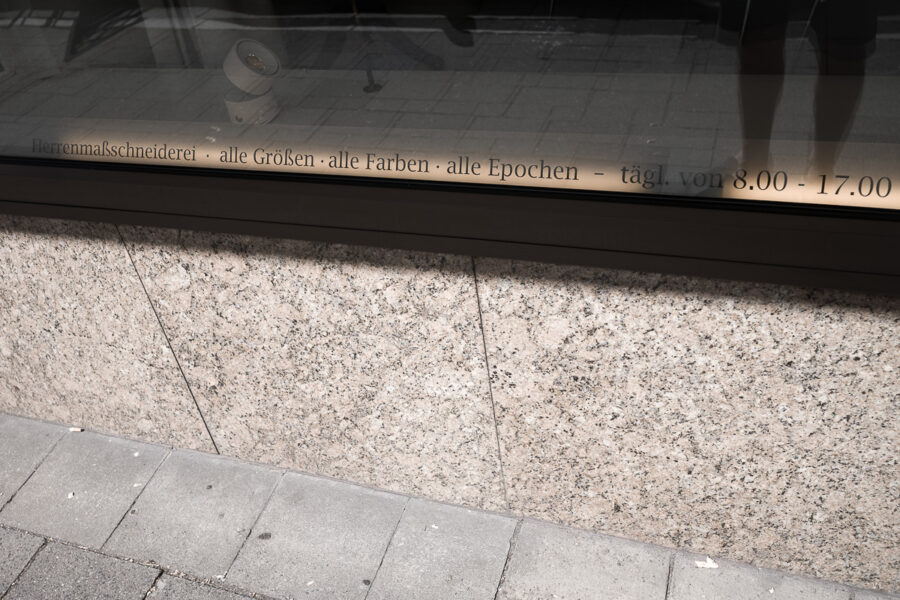 Herrenmaßschneiderei · alle Größen · alle Farben · alle Epochen – tägl. von 8.00 - 17.00